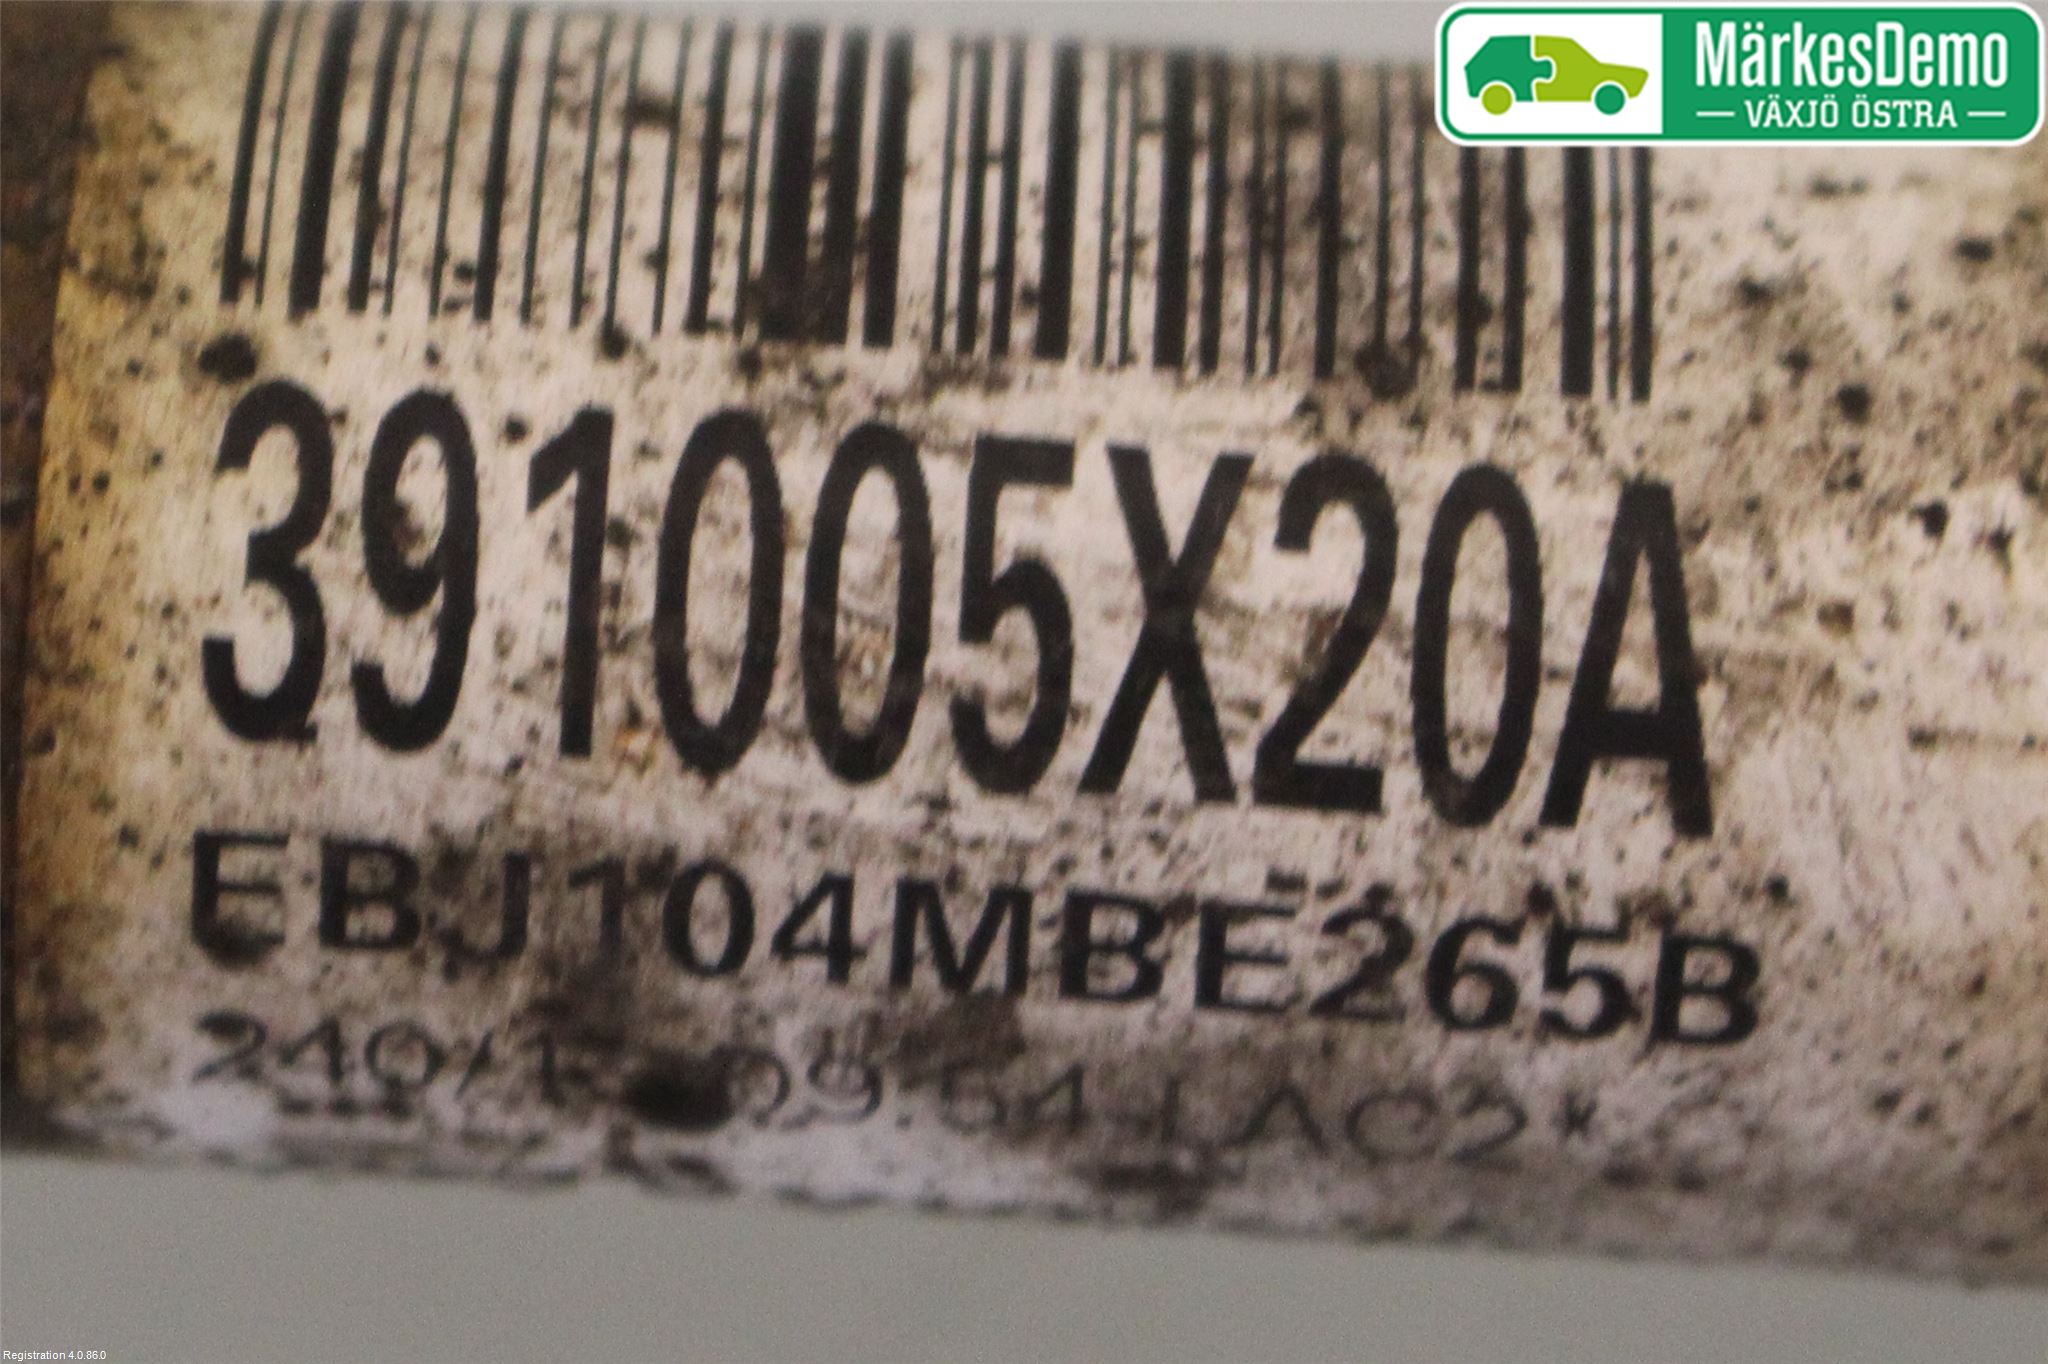 MärkesDemo
VÄXJÖ ÖSTRA
391005X20A
EBJ104MBE265B
Registration 4.0.86.0